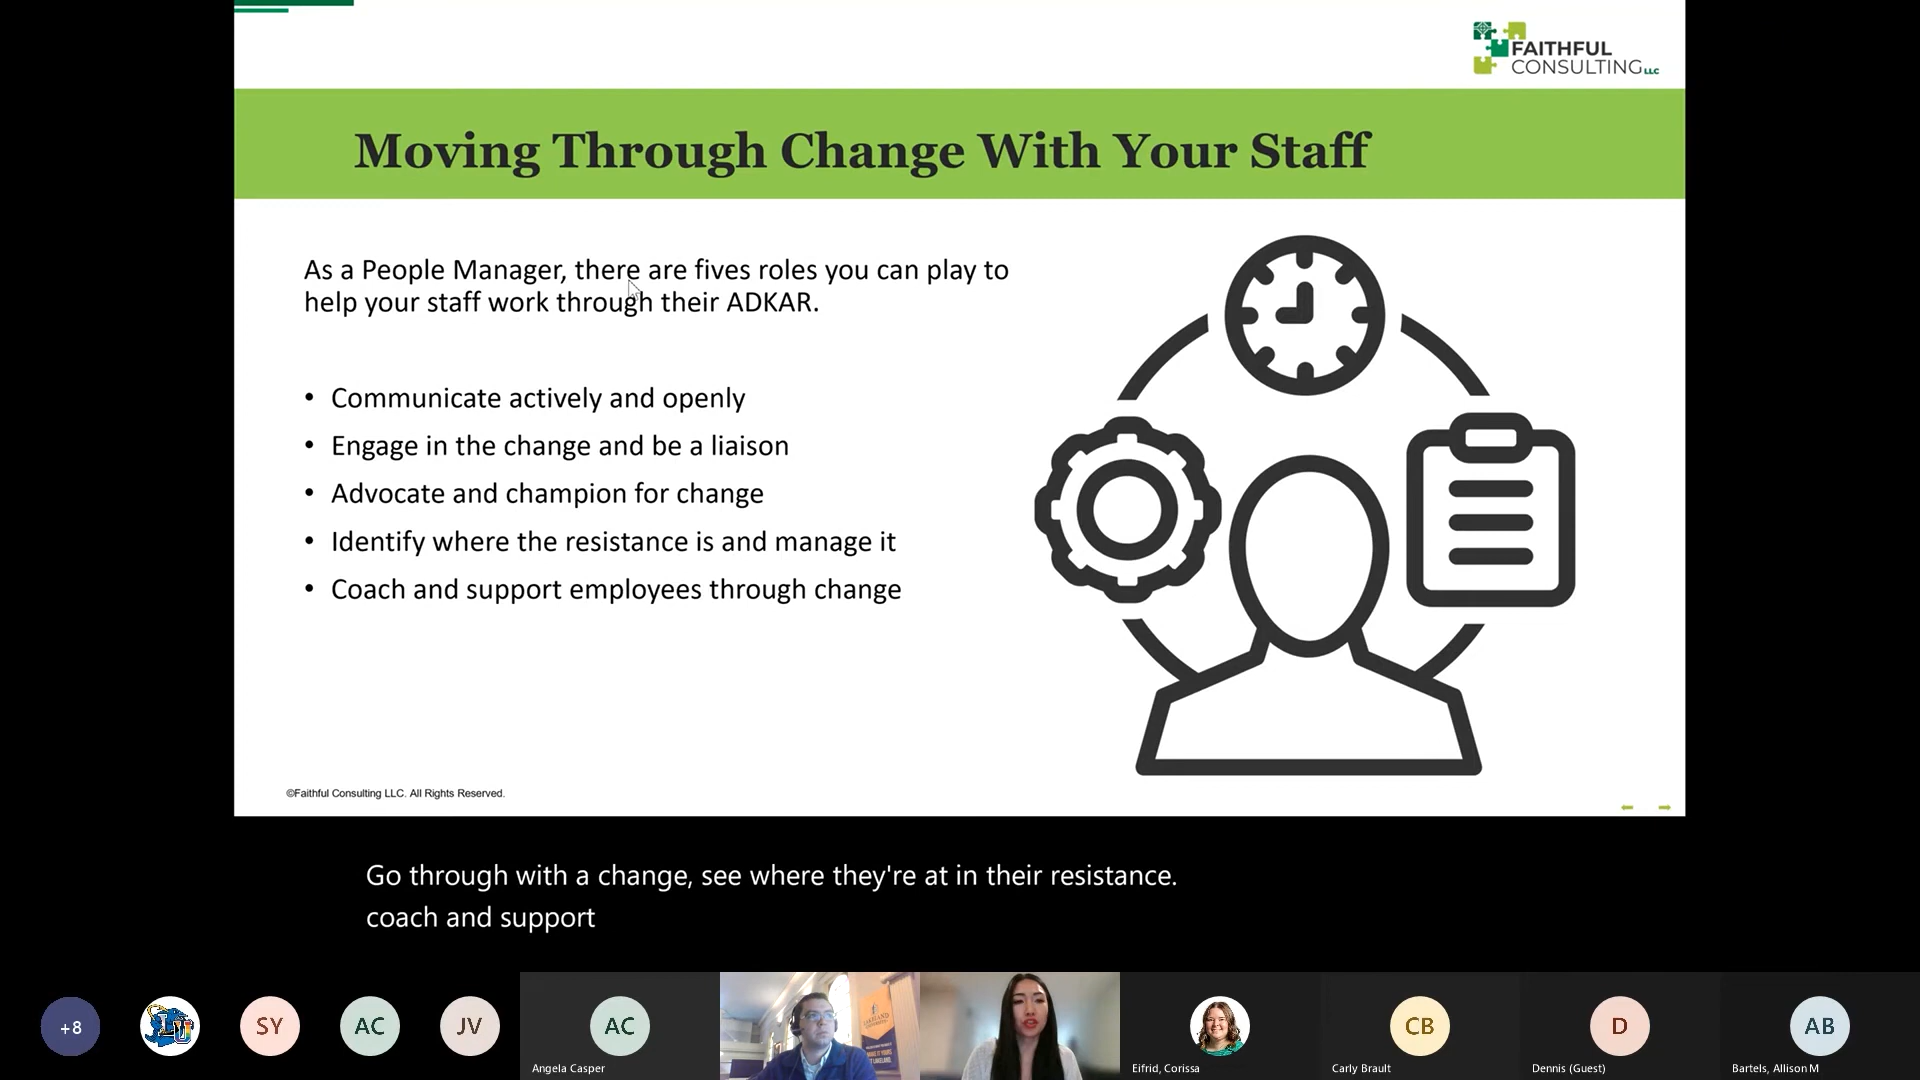 FAITHFUL
CONSULTING LLC
Moving Through Change With Your Staff
As a People Manager, there are fives roles you can play to
help your staff work through their ADKAR.
• Communicate actively and openly
• Engage in the change and be a liaison
• Advocate and champion for change
• Identify where the resistance is and manage it
• Coach and support employees through change
©Faithful Consulting LLC. All Rights Reserved.
Go through with a change, see where they're at in their resistance.
coach and support
+8
LU
SY
AC
JV
AC
Angela Casper
LAKELAND
Eifrid, Corissa
CB
Carly Brault
D
Dennis (Guest)
AB
Bartels, Allison M